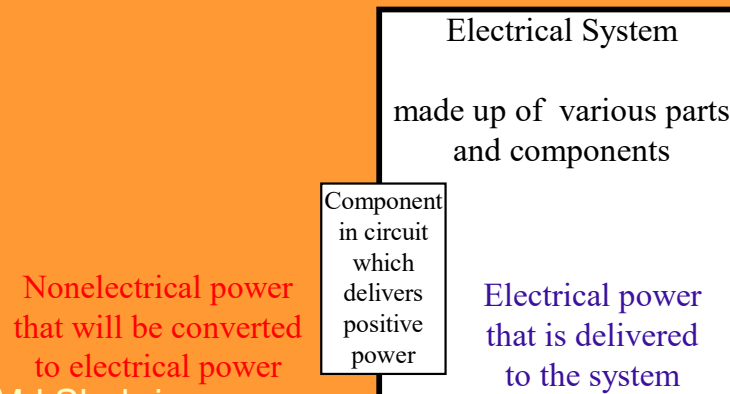 Electrical System
made up of various parts
and components
Component
in circuit
which
delivers
positive
power
Nonelectrical power
that will be converted
to electrical power
Electrical power
that is delivered
to the system